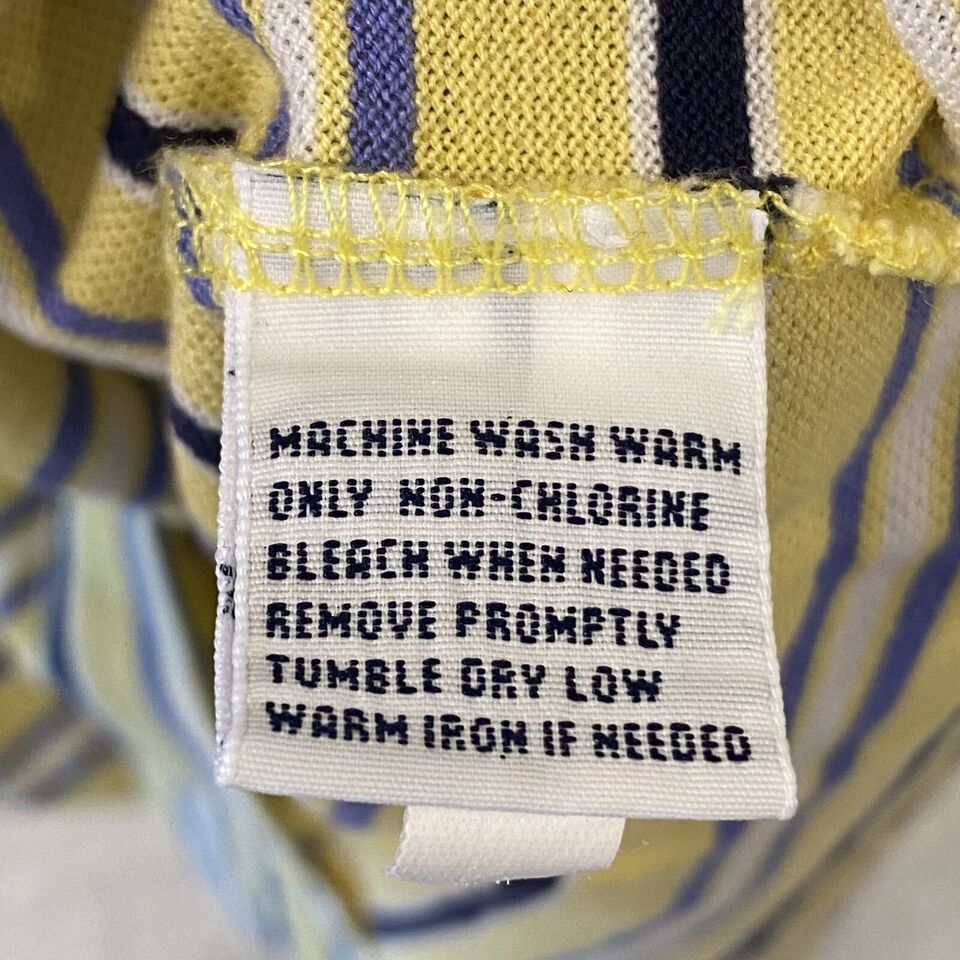 MACHINE WASH WARM
ONLY NON-CHLORINE
BLEACH WHEN NEEDED
REMOVE PROMPTLY
TUMBLE DRY LOW
WARM IRON IF NEEDED